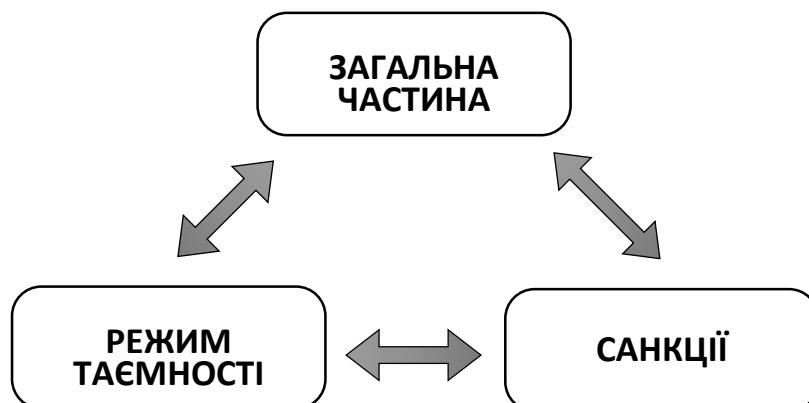 ЗАГАЛЬНА
ЧАСТИНА
РЕЖИМ
ТАЄМНОСТІ
САНКЦІЇ